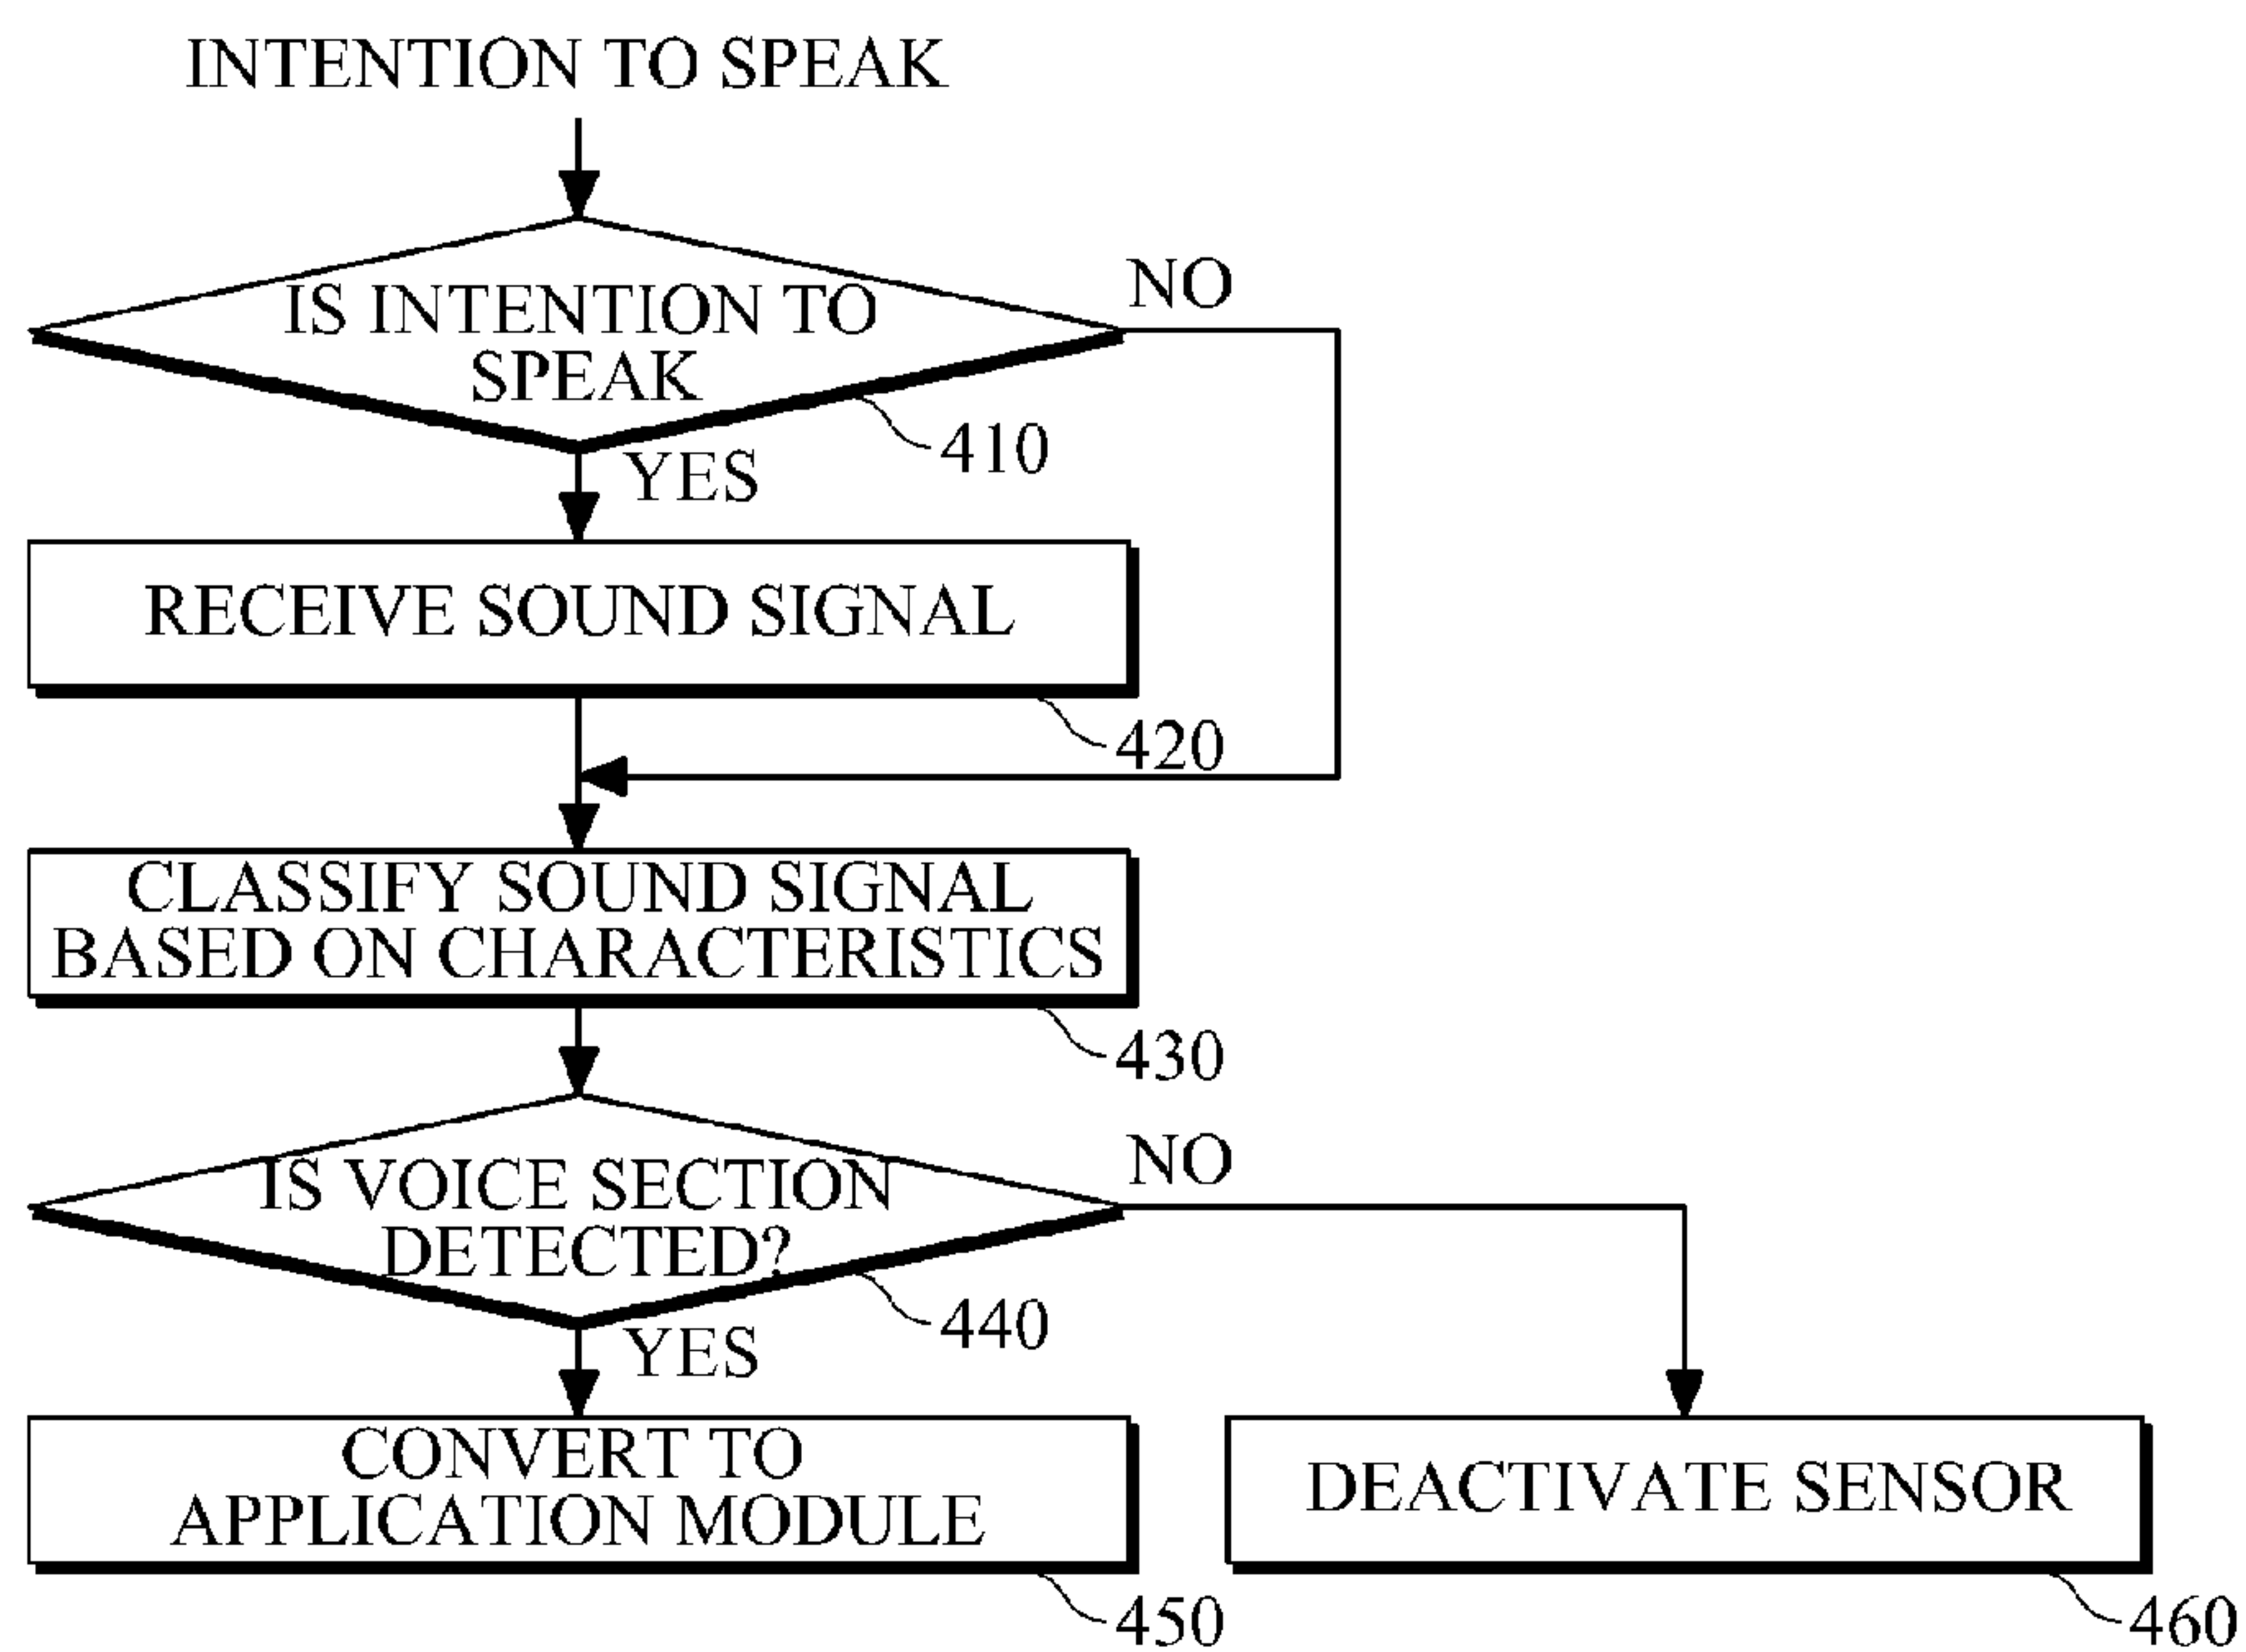 INTENTION TO SPEAK
IS INTENTION TO
SPEAK
NO
410
YES
RECEIVE SOUND SIGNAL
420
CLASSIFY SOUND SIGNAL
BASED ON CHARACTERISTICS
430
IS VOICE SECTION
DETECTED?
NO
440
YES
CONVERT TO
APPLICATION MODULE
450
DEACTIVATE SENSOR
460